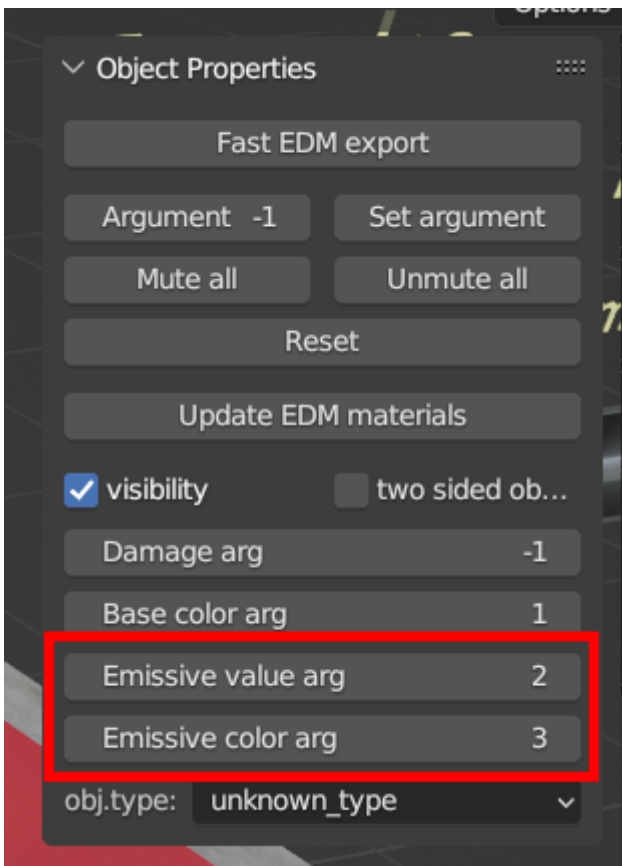 Options
Object Properties
Fast EDM export
Argument -1 Set argument
Mute all Unmute all
Reset
Update EDM materials
visibility two sided ob...
Damage arg -1
Base color arg 1
Emissive value arg 2
Emissive color arg 3
obj.type: unknown_type